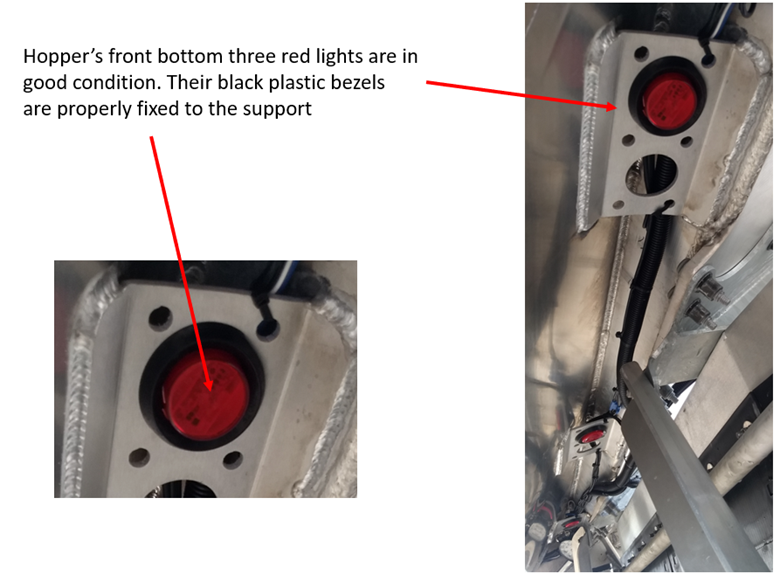 Hopper’s front bottom three red lights are in
good condition. Their black plastic bezels
are properly fixed to the support